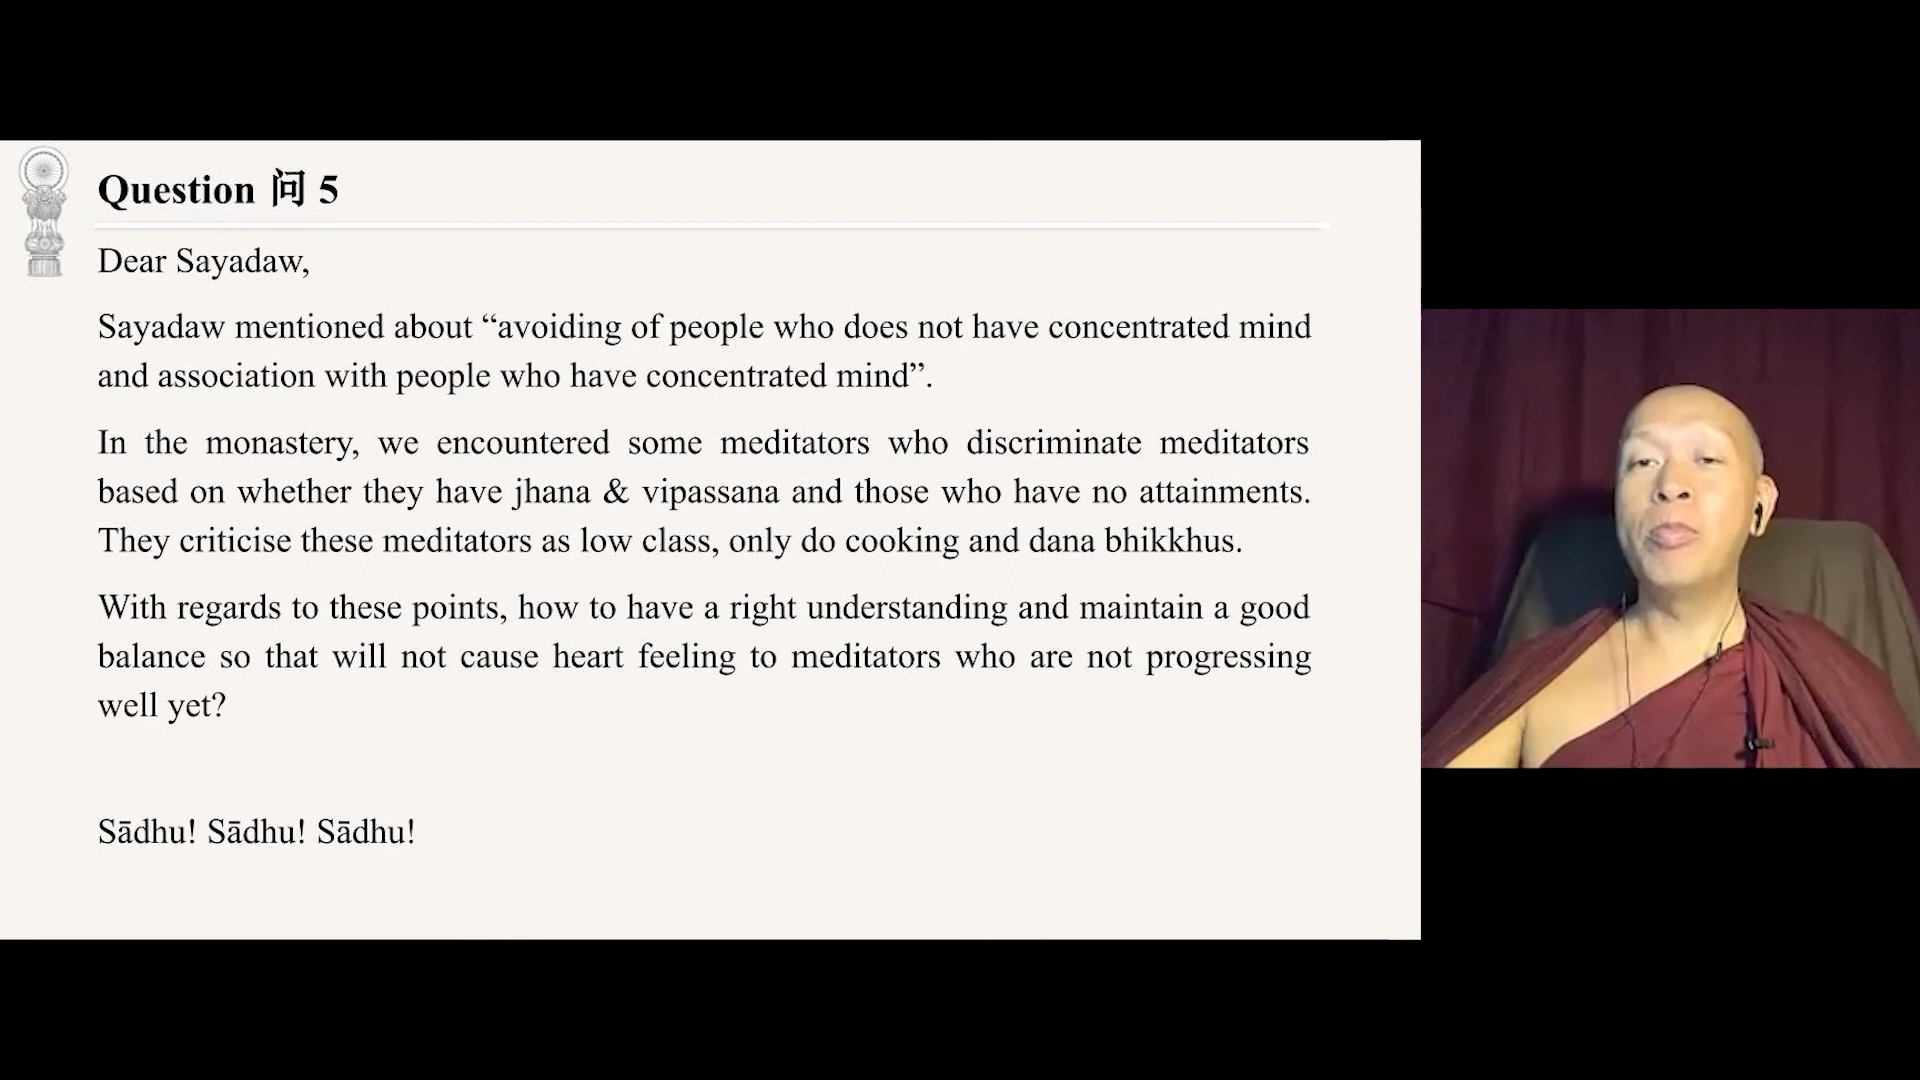 Question 问 5
Dear Sayadaw,
Sayadaw mentioned about “avoiding of people who does not have concentrated mind
and association with people who have concentrated mind”.
In the monastery, we encountered some meditators who discriminate meditators
based on whether they have jhana & vipassana and those who have no attainments.
They criticise these meditators as low class, only do cooking and dana bhikkhus.
With regards to these points, how to have a right understanding and maintain a good
balance so that will not cause heart feeling to meditators who are not progressing
well yet?
Sādhu! Sādhu! Sādhu!